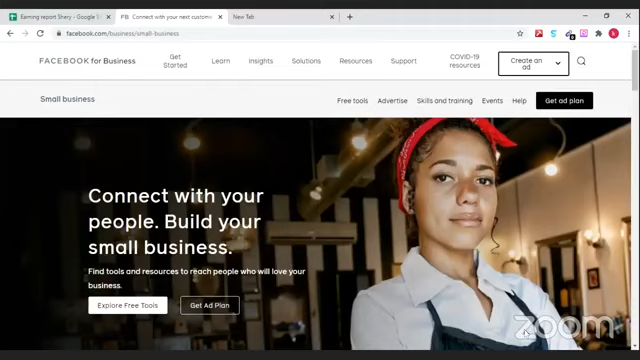 Earning report Shery - Google S
Connect with your next custome
New Tab
facebook.com/business/small-business
FACEBOOK for Business
Get Started
Learn
Insights
Solutions
Resources
Support
COVID-19 resources
Create an ad
Small business
Free tools
Advertise
Skills and training
Events
Help
Get ad plan
Connect with your
people. Build your
small business.
Find tools and resources to reach people who will love your
business.
Explore Free Tools
Get Ad Plan
zoom